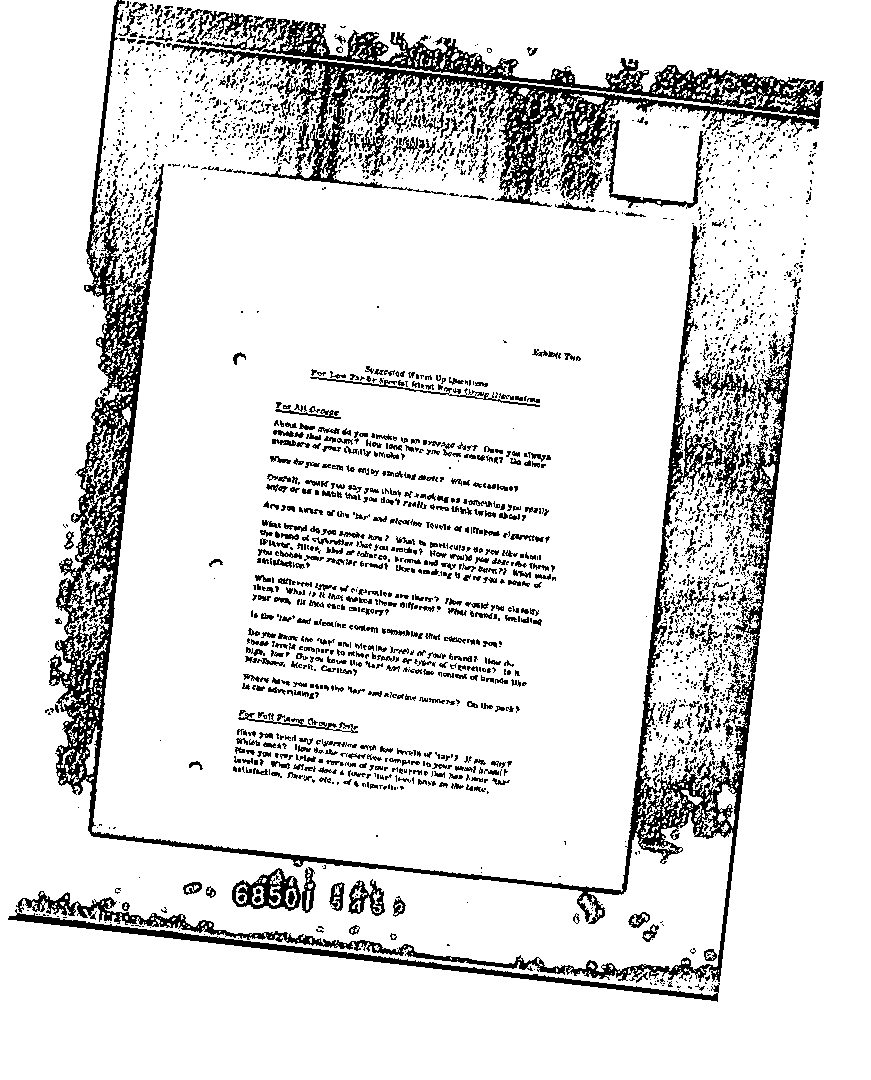 Exhibit Two
Suggested Warm Up Questions
For Low Tar Or Special Blend Focus Group Discussions
For All Groups
About how much do you smoke in an average day? Have you always
smoked that amount? How long have you been smoking? Do other
members of your family smoke?
When do you seem to enjoy smoking most? What occasions?
Overall, would you say you think of smoking as something you really
enjoy or as a habit that you don't really even think twice about?
Are you aware of the 'tar' and nicotine levels of different cigarettes?
What brand do you smoke now? What in particular do you like about
the brand of cigarettes that you smoke? How would you describe them?
(Flavor, filter, kind of tobacco, aroma and way they burn?) What made
you choose your regular brand? Does smoking it give you a sense of
satisfaction?
What different types of cigarettes are there? How would you classify
them? What is it that makes them different? What brands, including
your own, fit into each category?
Is the 'tar' and nicotine content something that concerns you?
Do you know the 'tar' and nicotine levels of your brand? How do
these levels compare to other brands or types of cigarettes? Is it
high, low? Do you know the 'tar' and nicotine content of brands like
Marlboro, Merit, Carlton?
Where have you seen the 'tar' and nicotine numbers? On the pack?
In the advertising?
For Full Flavor Groups Only
Have you tried any cigarettes with low levels of 'tar'? If so, why?
Which ones? How do the cigarettes compare to your usual brand?
Have you ever tried a version of your cigarette that has lower 'tar'
levels? What effect does a lower 'tar' level have on the taste,
satisfaction, flavor, etc., of a cigarette?
68501